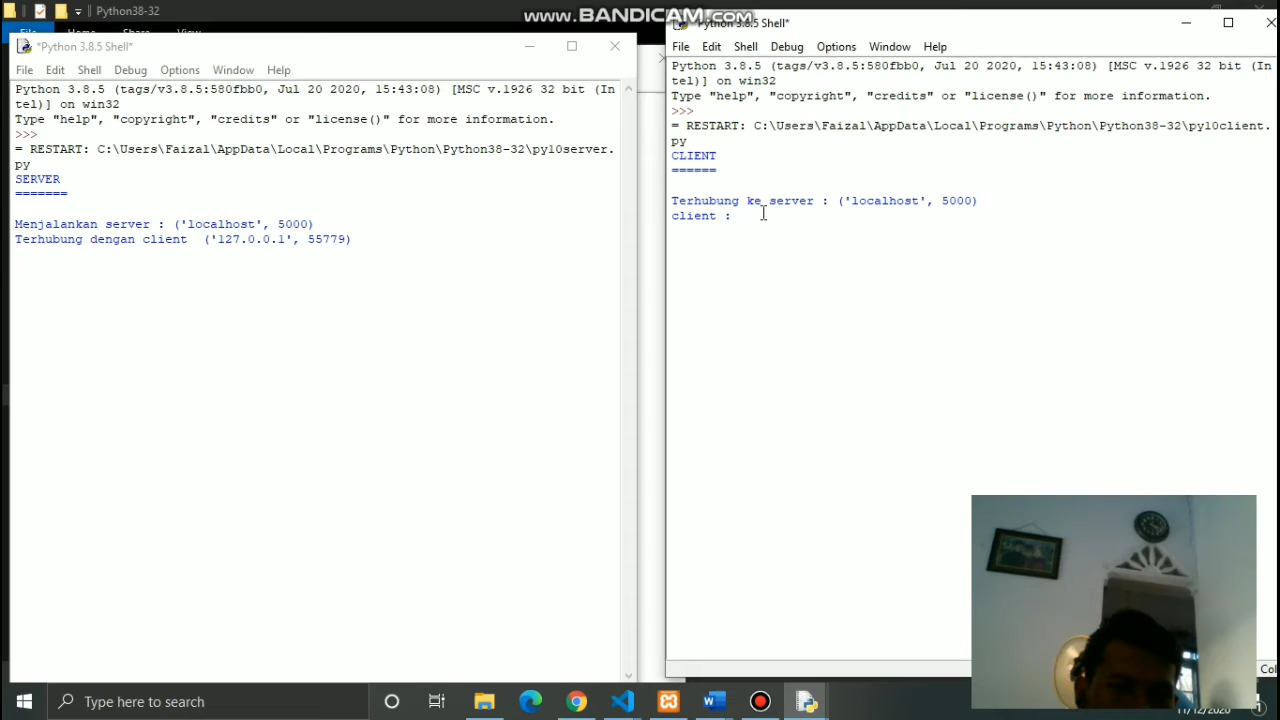 Python38-32
www.BANDICAM.com
*Python 3.8.5 Shell*
File Edit Shell Debug Options Window Help
Python 3.8.5 (tags/v3.8.5:580fbb0, Jul 20 2020, 15:43:08) [MSC v.1926 32 bit (In
tel)] on win32
Type "help", "copyright", "credits" or "license()" for more information.
>>>
= RESTART: C:\Users\Faizal\AppData\Local\Programs\Python\Python38-32\py10server.
py
SERVER
=======
Menjalankan server : ('localhost', 5000)
Terhubung dengan client  ('127.0.0.1', 55779)
Python 3.8.5 Shell*
File Edit Shell Debug Options Window Help
Python 3.8.5 (tags/v3.8.5:580fbb0, Jul 20 2020, 15:43:08) [MSC v.1926 32 bit (In
tel)] on win32
Type "help", "copyright", "credits" or "license()" for more information.
>>>
= RESTART: C:\Users\Faizal\AppData\Local\Programs\Python\Python38-32\py10client.
py
CLIENT
======
Terhubung ke server : ('localhost', 5000)
client :
Col
Type here to search
11/12/2020
1